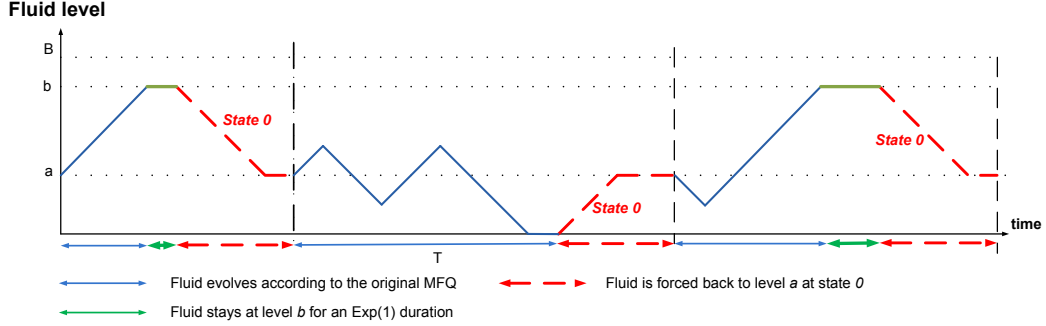 Fluid level
B
b
State 0
State 0
a
State 0
time
T
Fluid evolves according to the original MFQ
Fluid is forced back to level a at state 0
Fluid stays at level b for an Exp(1) duration